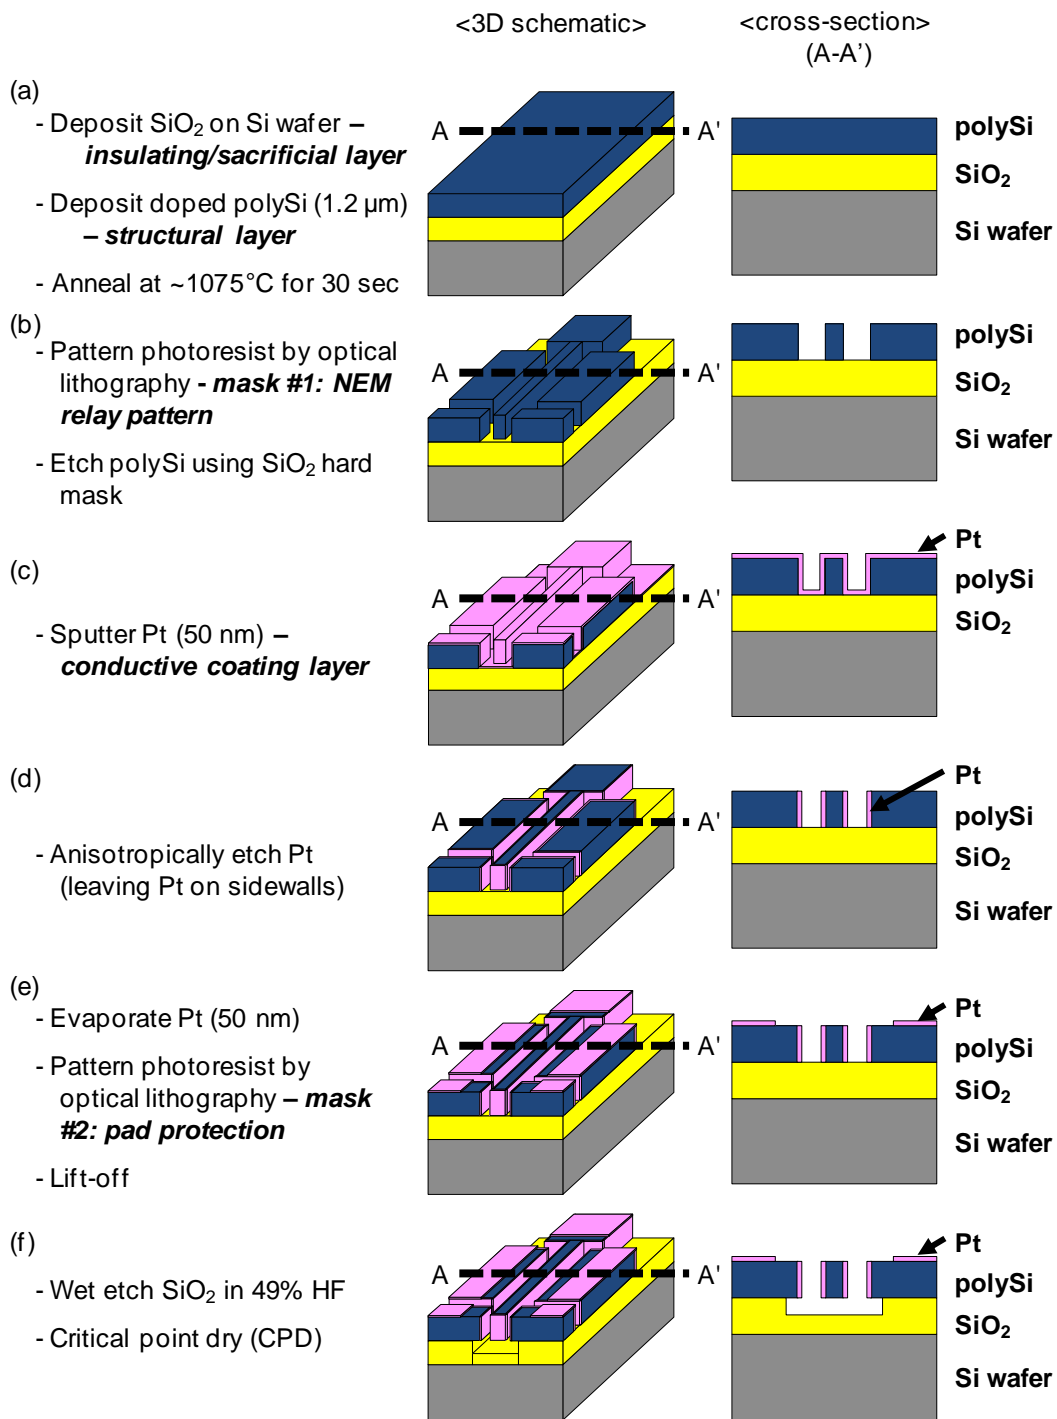 <3D schematic>
<cross-section>
(A-A')
(a)
- Deposit SiO₂ on Si wafer –
insulating/sacrificial layer
- Deposit doped polySi (1.2 µm)
– structural layer
- Anneal at ~1075°C for 30 sec
A
A'
polySi
SiO₂
Si wafer
(b)
- Pattern photoresist by optical
lithography - mask #1: NEM
relay pattern
- Etch polySi using SiO₂ hard
mask
A
A'
polySi
SiO₂
Si wafer
(c)
- Sputter Pt (50 nm) –
conductive coating layer
A
A'
Pt
polySi
SiO₂
(d)
- Anisotropically etch Pt
(leaving Pt on sidewalls)
A
A'
Pt
polySi
SiO₂
Si wafer
(e)
- Evaporate Pt (50 nm)
- Pattern photoresist by
optical lithography – mask
#2: pad protection
- Lift-off
A
A'
Pt
polySi
SiO₂
Si wafer
(f)
- Wet etch SiO₂ in 49% HF
- Critical point dry (CPD)
A
A'
Pt
polySi
SiO₂
Si wafer